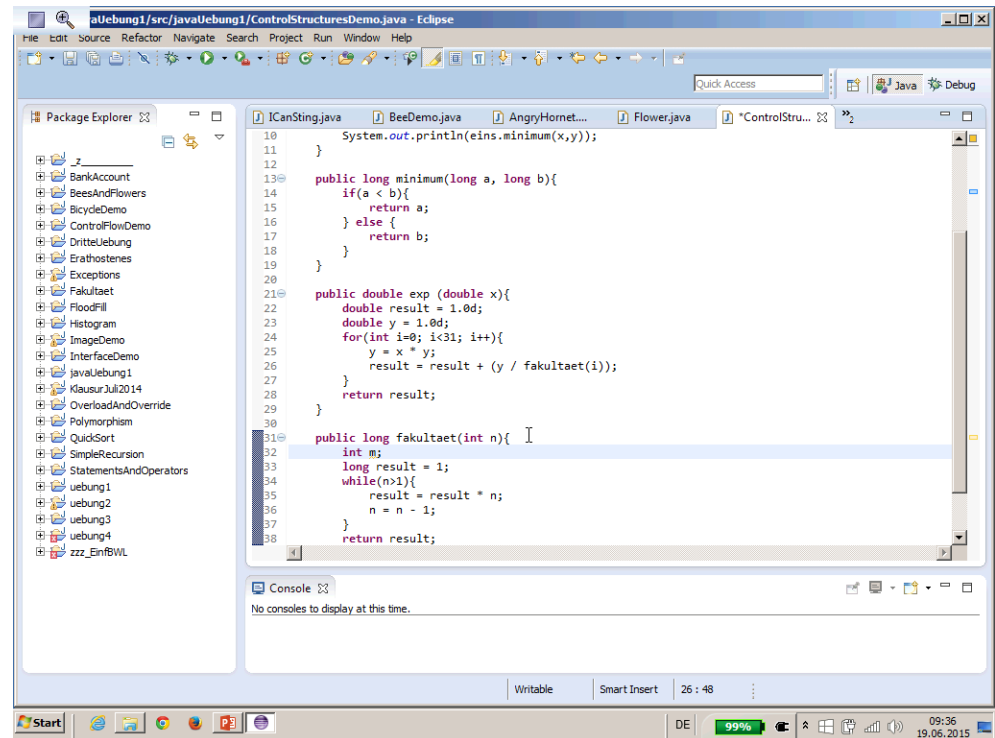 aUebung1/src/javaUebung1/ControlStructuresDemo.java - Eclipse
File Edit Source Refactor Navigate Search Project Run Window Help
Quick Access
Java
Debug
Package Explorer
_z_________
BankAccount
BeesAndFlowers
BicycleDemo
ControlFlowDemo
DritteUebung
Erathostenes
Exceptions
Fakultaet
FloodFill
Histogram
ImageDemo
InterfaceDemo
javaUebung1
KlausurJuli2014
OverloadAndOverride
Polymorphism
QuickSort
SimpleRecursion
StatementsAndOperators
uebung1
uebung2
uebung3
uebung4
zzz_EinfBWL
ICanSting.java BeeDemo.java AngryHornet.... Flower.java *ControlStru... »2
10 System.out.println(eins.minimum(x,y));
11 }
12
13 public long minimum(long a, long b){
14 if(a < b){
15 return a;
16 } else {
17 return b;
18 }
19 }
20
21 public double exp (double x){
22 double result = 1.0d;
23 double y = 1.0d;
24 for(int i=0; i<31; i++){
25 y = x * y;
26 result = result + (y / fakultaet(i));
27 }
28 return result;
29 }
30
31 public long fakultaet(int n){
32 int m;
33 long result = 1;
34 while(n>1){
35 result = result * n;
36 n = n - 1;
37 }
38 return result;
Console
No consoles to display at this time.
Writable Smart Insert 26 : 48
Start DE 99% 09:36
19.06.2015